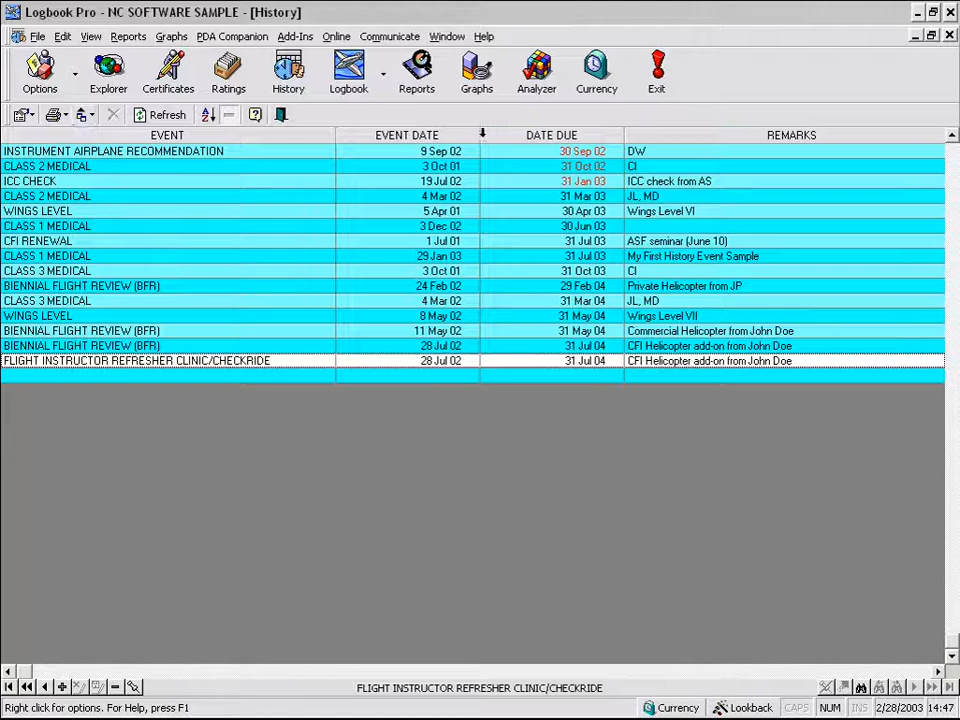 Logbook Pro - NC SOFTWARE SAMPLE - [History]
File Edit View Reports Graphs PDA Companion Add-Ins Online Communicate Window Help
Options Explorer Certificates Ratings History Logbook Reports Graphs Analyzer Currency Exit
Refresh
EVENT EVENT DATE DATE DUE REMARKS
INSTRUMENT AIRPLANE RECOMMENDATION 9 Sep 02 30 Sep 02 DW
CLASS 2 MEDICAL 3 Oct 01 31 Oct 02 CI
ICC CHECK 19 Jul 02 31 Jan 03 ICC check from AS
CLASS 2 MEDICAL 4 Mar 02 31 Mar 03 JL, MD
WINGS LEVEL 5 Apr 01 30 Apr 03 Wings Level VI
CLASS 1 MEDICAL 3 Dec 02 30 Jun 03
CFI RENEWAL 1 Jul 01 31 Jul 03 ASF seminar (June 10)
CLASS 1 MEDICAL 29 Jan 03 31 Jul 03 My First History Event Sample
CLASS 3 MEDICAL 3 Oct 01 31 Oct 03 CI
BIENNIAL FLIGHT REVIEW (BFR) 24 Feb 02 29 Feb 04 Private Helicopter from JP
CLASS 3 MEDICAL 4 Mar 02 31 Mar 04 JL, MD
WINGS LEVEL 8 May 02 31 May 04 Wings Level VII
BIENNIAL FLIGHT REVIEW (BFR) 11 May 02 31 May 04 Commercial Helicopter from John Doe
BIENNIAL FLIGHT REVIEW (BFR) 28 Jul 02 31 Jul 04 CFI Helicopter add-on from John Doe
FLIGHT INSTRUCTOR REFRESHER CLINIC/CHECKRIDE 28 Jul 02 31 Jul 04 CFI Helicopter add-on from John Doe
FLIGHT INSTRUCTOR REFRESHER CLINIC/CHECKRIDE
Right click for options. For Help, press F1 Currency Lookback CAPS NUM INS 2/28/2003 14:47